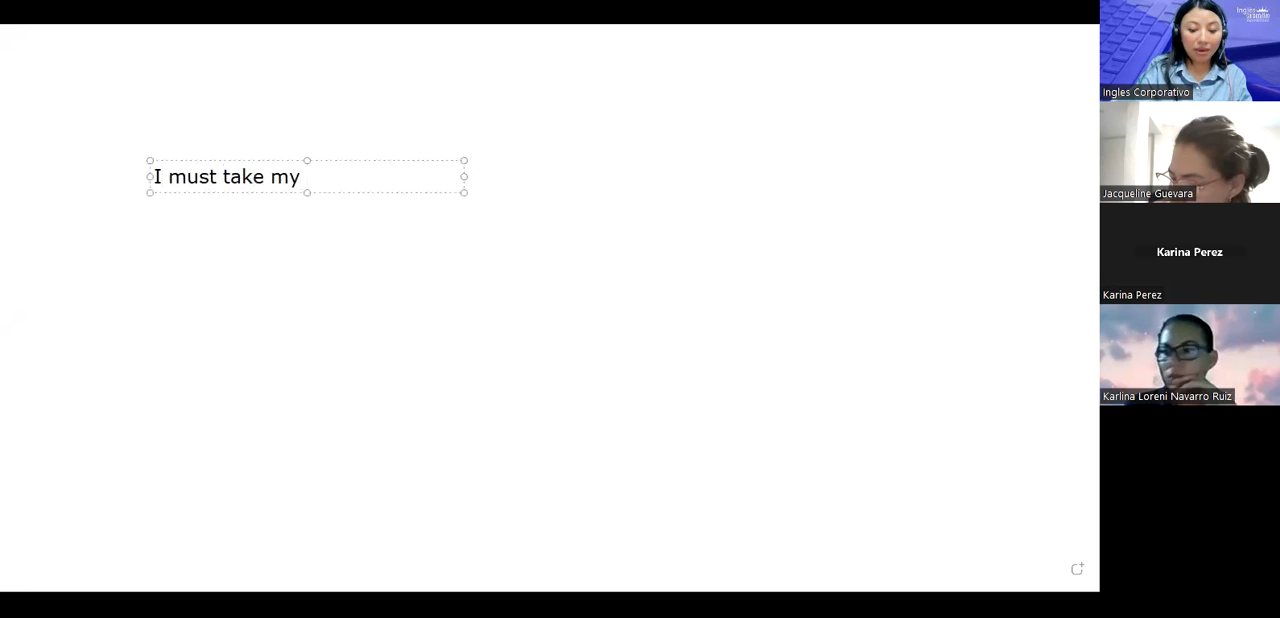 I must take my
Ingles Corporativo
Jacqueline Guevara
Karina Perez
Karina Perez
Karlina Loreni Navarro Ruiz